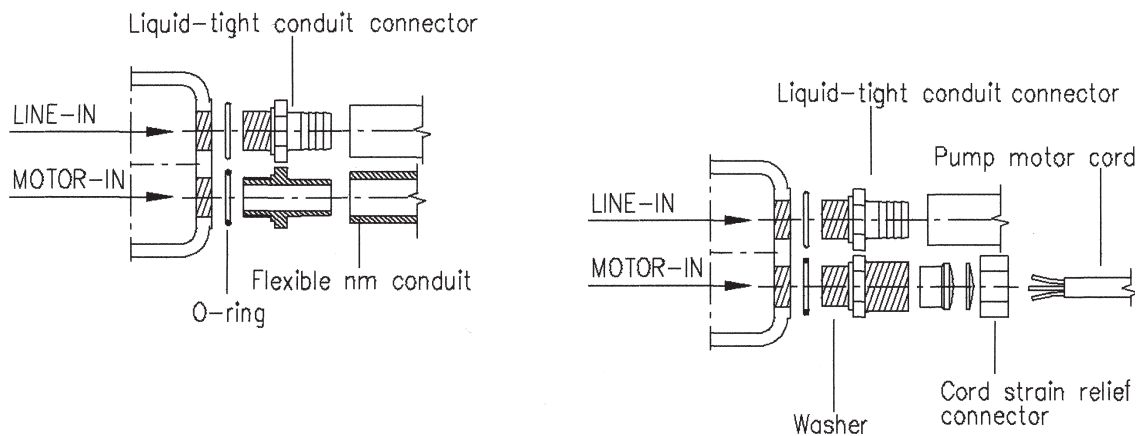 Liquid-tight conduit connector
LINE-IN
MOTOR-IN
Flexible nm conduit
O-ring
Liquid-tight conduit connector
Pump motor cord
LINE-IN
MOTOR-IN
Cord strain relief
connector
Washer